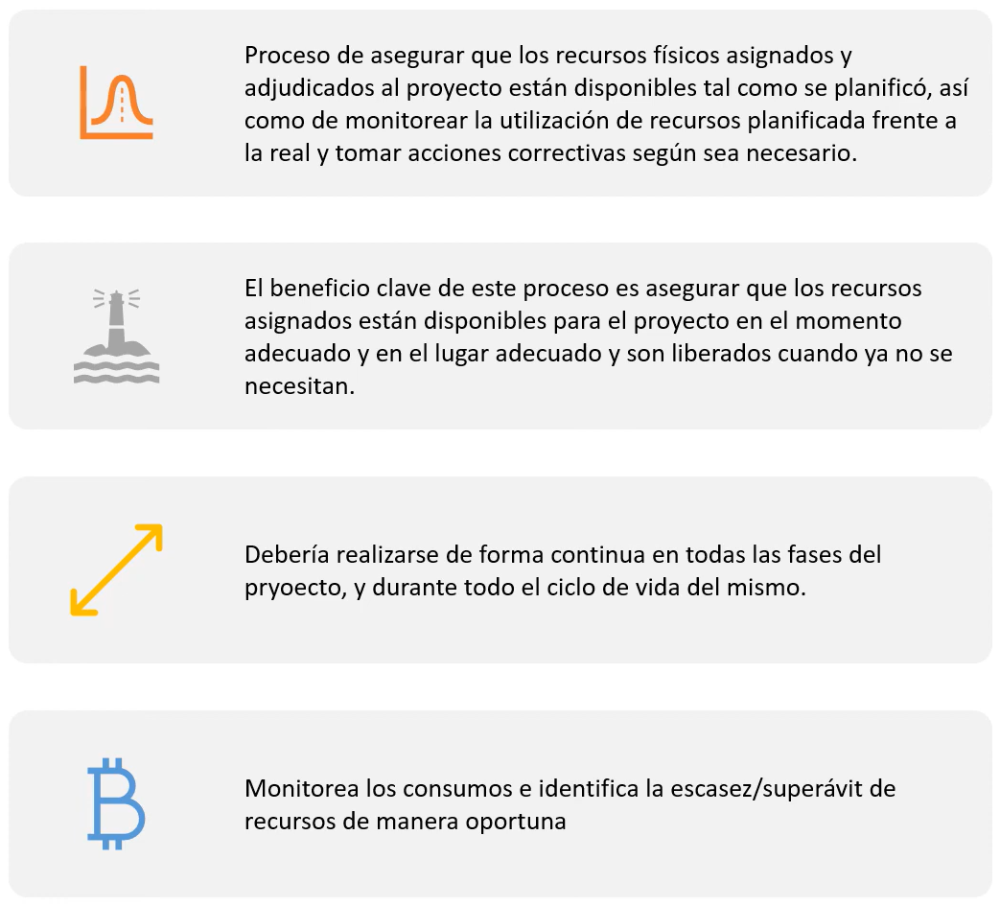 Proceso de asegurar que los recursos físicos asignados y
adjudicados al proyecto están disponibles tal como se planificó, así
como de monitorear la utilización de recursos planificada frente a
la real y tomar acciones correctivas según sea necesario.
El beneficio clave de este proceso es asegurar que los recursos
asignados están disponibles para el proyecto en el momento
adecuado y en el lugar adecuado y son liberados cuando ya no se
necesitan.
Debería realizarse de forma continua en todas las fases del
pryoecto, y durante todo el ciclo de vida del mismo.
Monitorea los consumos e identifica la escasez/superávit de
recursos de manera oportuna